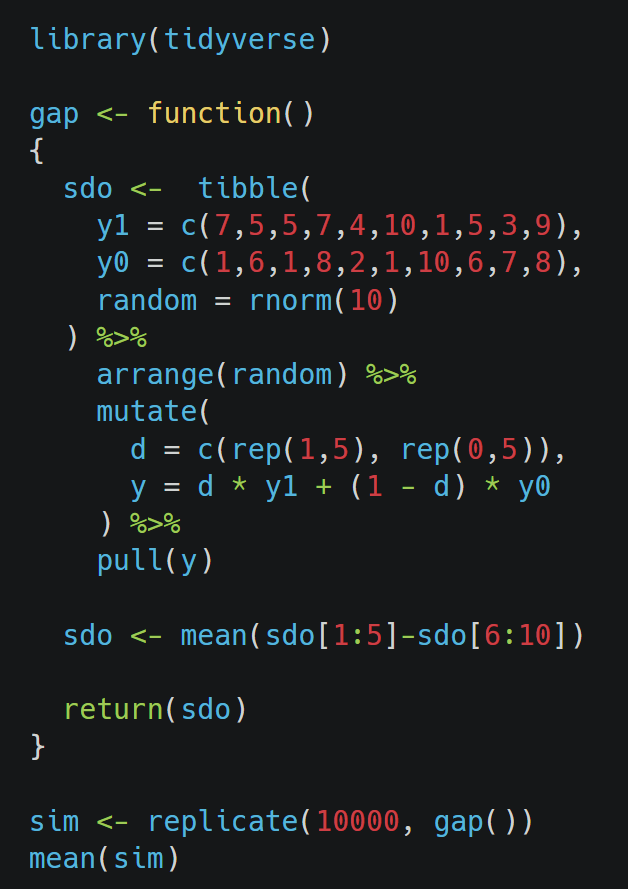 library(tidyverse)

gap <- function()
{
  sdo <-  tibble(
    y1 = c(7,5,5,7,4,10,1,5,3,9),
    y0 = c(1,6,1,8,2,1,10,6,7,8),
    random = rnorm(10)
  ) %>%
    arrange(random) %>%
    mutate(
      d = c(rep(1,5), rep(0,5)),
      y = d * y1 + (1 - d) * y0
    ) %>%
    pull(y)

  sdo <- mean(sdo[1:5]-sdo[6:10])

  return(sdo)
}

sim <- replicate(10000, gap())
mean(sim)